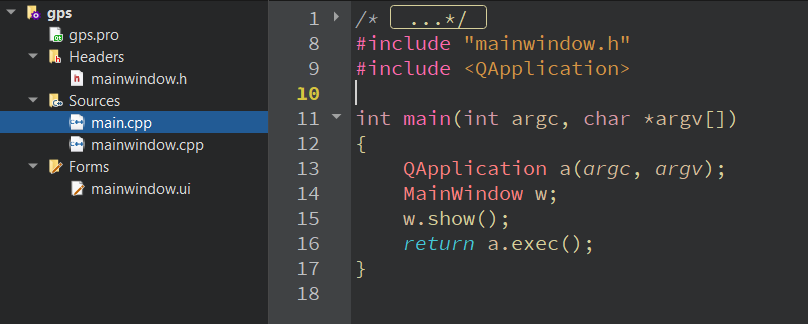 gps
gps.pro
Headers
mainwindow.h
Sources
main.cpp
mainwindow.cpp
Forms
mainwindow.ui
1 /* ...*/
8 #include "mainwindow.h"
9 #include <QApplication>
10
11 int main(int argc, char *argv[])
12 {
13 QApplication a(argc, argv);
14 MainWindow w;
15 w.show();
16 return a.exec();
17 }
18